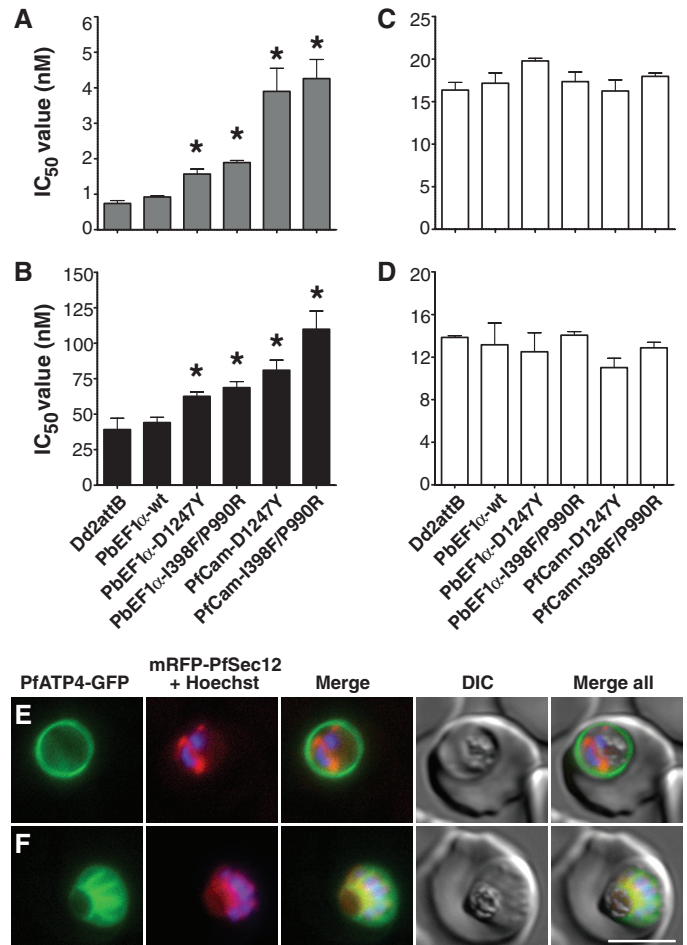 A
IC50 value (nM)
6
5
4
3
2
1
0
* * * *
C
25
20
15
10
5
0
B
IC50 value (nM)
150
125
100
75
50
25
0
* * * *
D
20
16
12
8
4
0
Dd2attB
PbEF1α-wt
PbEF1α-D1247Y
PbEF1α-I398F/P990R
PfCam-D1247Y
PfCam-I398F/P990R
Dd2attB
PbEF1α-wt
PbEF1α-D1247Y
PbEF1α-I398F/P990R
PfCam-D1247Y
PfCam-I398F/P990R
PfATP4-GFP
mRFP-PfSec12
+ Hoechst
Merge
DIC
Merge all
E
F